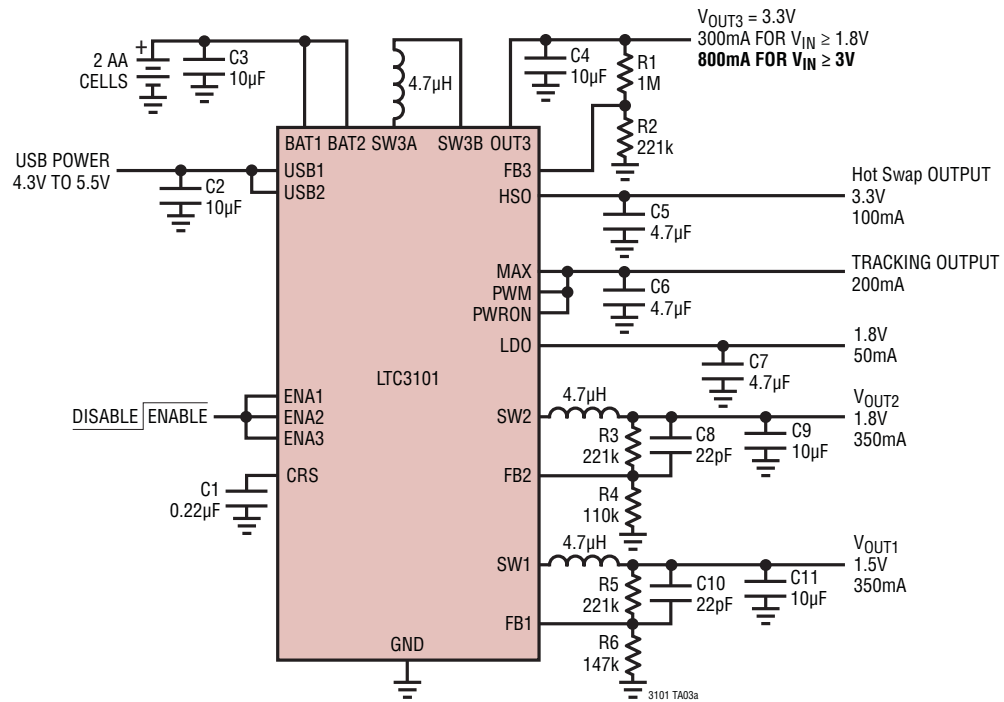 2 AA
CELLS
+
C3
10µF
4.7µH
C4
10µF
R1
1M
R2
221k
VOUT3 = 3.3V
300mA FOR VIN ≥ 1.8V
800mA FOR VIN ≥ 3V
USB POWER
4.3V TO 5.5V
C2
10µF
BAT1 BAT2 SW3A SW3B OUT3
USB1
USB2
FB3
HSO
Hot Swap OUTPUT
3.3V
100mA
C5
4.7µF
MAX
PWM
PWRON
TRACKING OUTPUT
200mA
C6
4.7µF
LDO
1.8V
50mA
C7
4.7µF
LTC3101
DISABLE ENABLE
ENA1
ENA2
ENA3
SW2
4.7µH
R3
221k
C8
22pF
C9
10µF
VOUT2
1.8V
350mA
CRS
C1
0.22µF
FB2
R4
110k
SW1
4.7µH
R5
221k
C10
22pF
C11
10µF
VOUT1
1.5V
350mA
FB1
R6
147k
GND
3101 TA03a